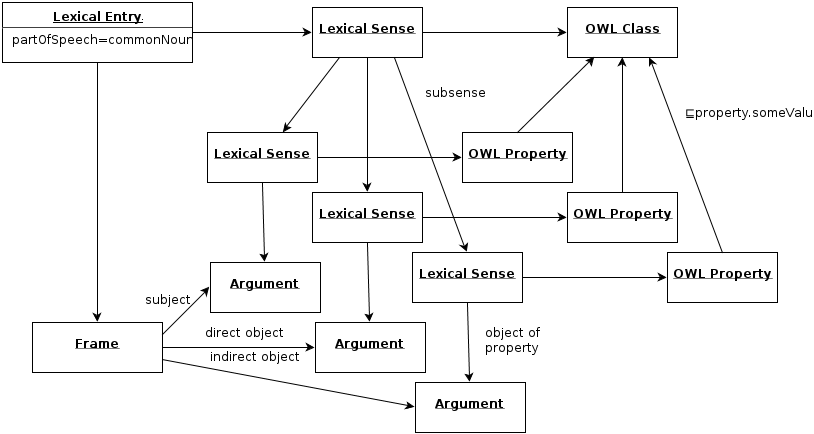 Lexical Entry
partOfSpeech=commonNoun
Lexical Sense
OWL Class
subsense
⊑property.someValu
Lexical Sense
OWL Property
Lexical Sense
OWL Property
Lexical Sense
OWL Property
Argument
subject
Frame
direct object
indirect object
Argument
object of
property
Argument